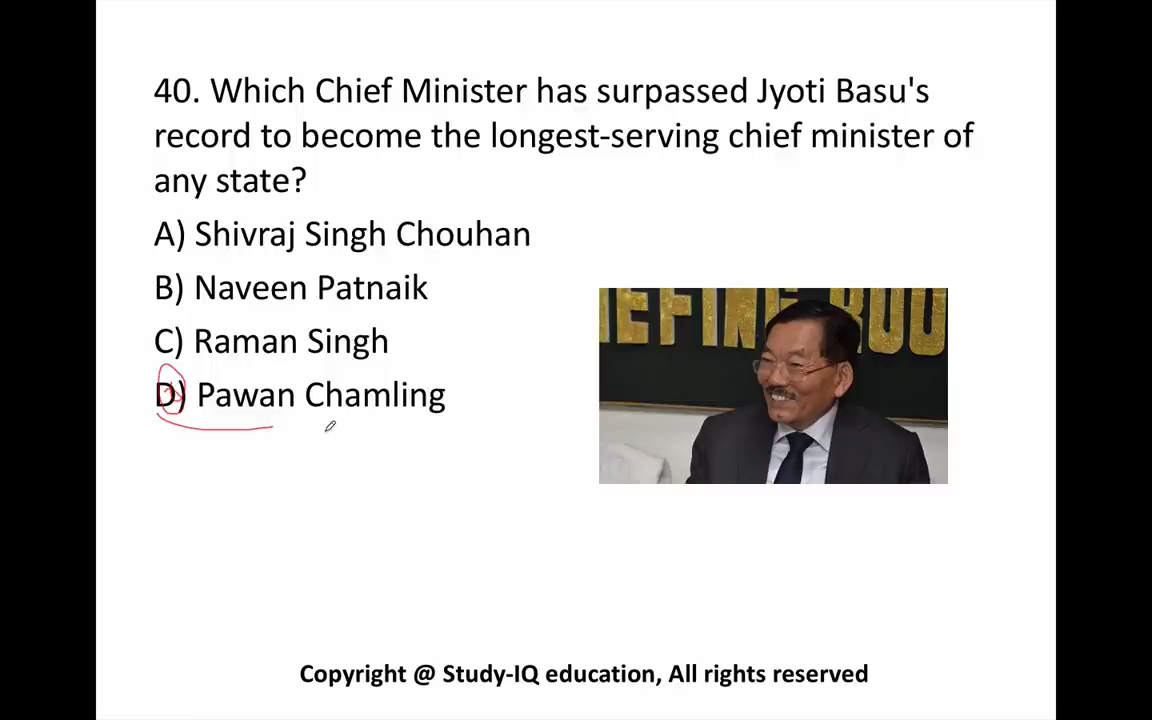 40. Which Chief Minister has surpassed Jyoti Basu's
record to become the longest-serving chief minister of
any state?
A) Shivraj Singh Chouhan
B) Naveen Patnaik
C) Raman Singh
D) Pawan Chamling
Copyright @ Study-IQ education, All rights reserved